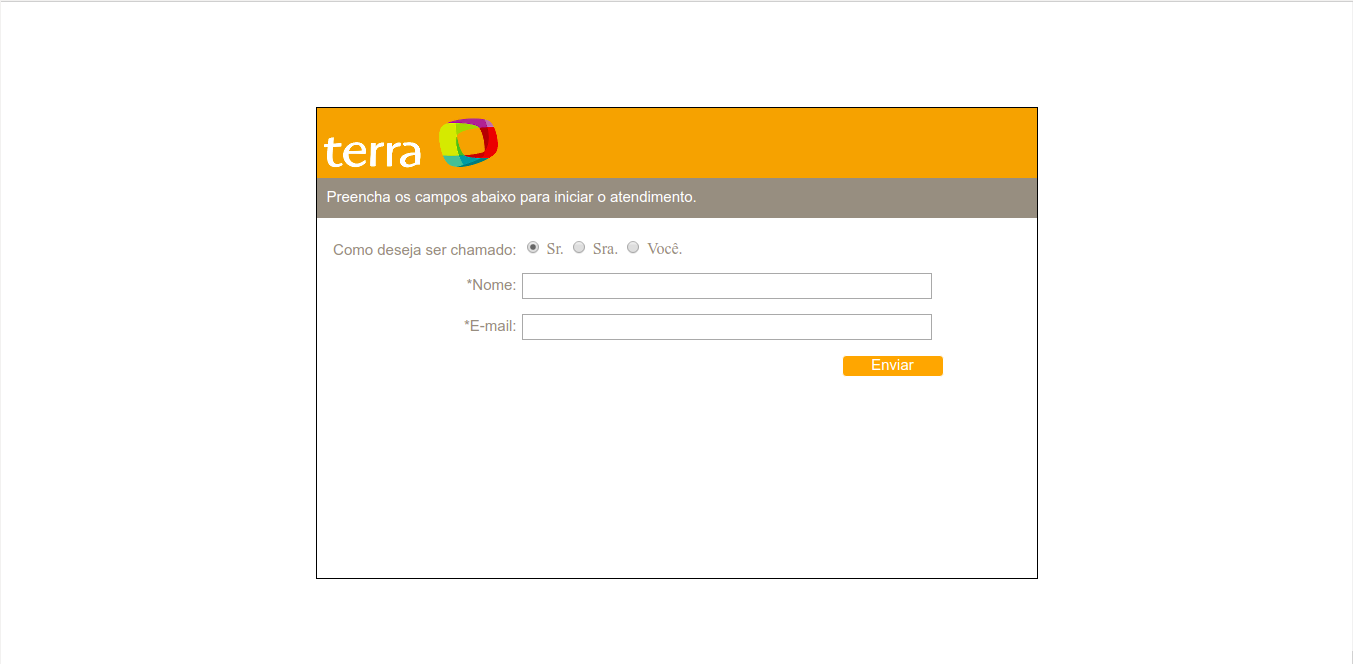 terra
Preencha os campos abaixo para iniciar o atendimento.
Como deseja ser chamado: Sr. Sra. Você.
*Nome:
*E-mail:
Enviar